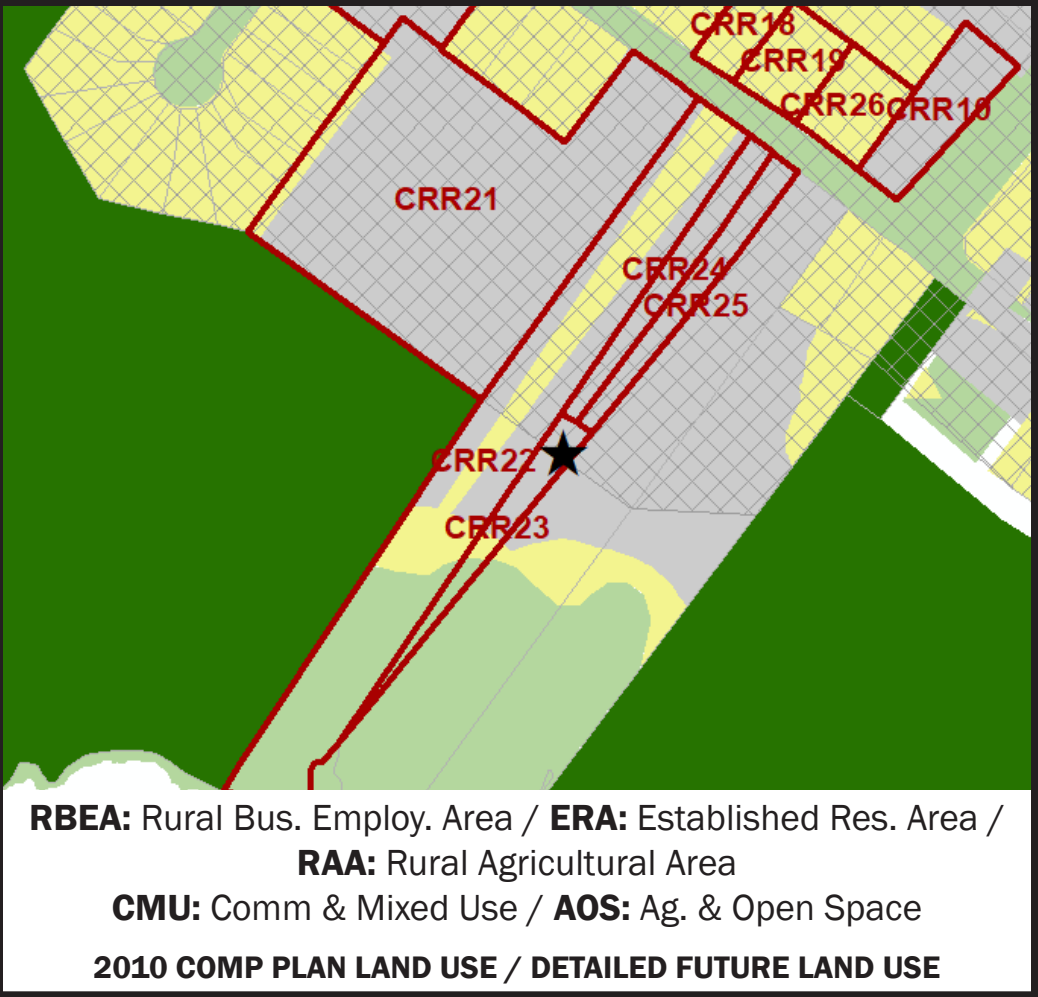 CRR18
CRR19
CRR26
CRR10
CRR21
CRR24
CRR25
CRR22
CRR23
RBEA: Rural Bus. Employ. Area / ERA: Established Res. Area /
RAA: Rural Agricultural Area
CMU: Comm & Mixed Use / AOS: Ag. & Open Space
2010 COMP PLAN LAND USE / DETAILED FUTURE LAND USE